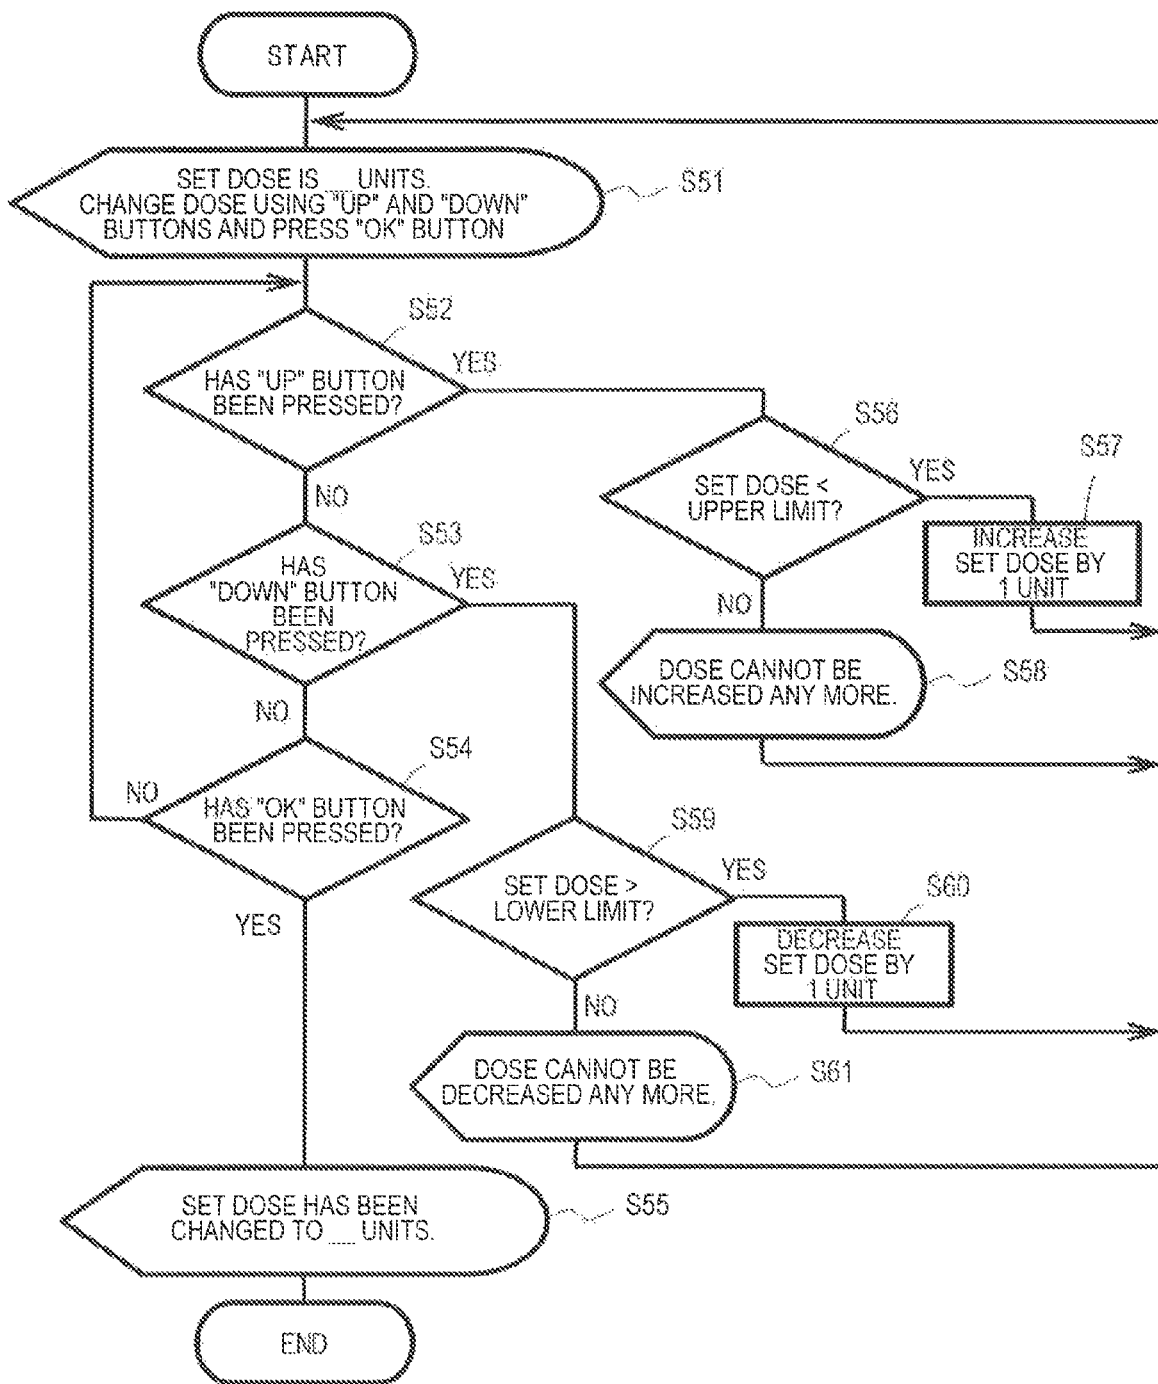 START
SET DOSE IS __ UNITS.
CHANGE DOSE USING "UP" AND "DOWN"
BUTTONS AND PRESS "OK" BUTTON
S51
S52
HAS "UP" BUTTON
BEEN PRESSED?
YES
NO
S56
SET DOSE <
UPPER LIMIT?
YES
NO
S57
INCREASE
SET DOSE BY
1 UNIT
S53
HAS
"DOWN" BUTTON
BEEN
PRESSED?
YES
NO
DOSE CANNOT BE
INCREASED ANY MORE.
S58
S54
HAS "OK" BUTTON
BEEN PRESSED?
NO
YES
S59
SET DOSE >
LOWER LIMIT?
YES
NO
S60
DECREASE
SET DOSE BY
1 UNIT
DOSE CANNOT BE
DECREASED ANY MORE.
S61
SET DOSE HAS BEEN
CHANGED TO __ UNITS.
S55
END